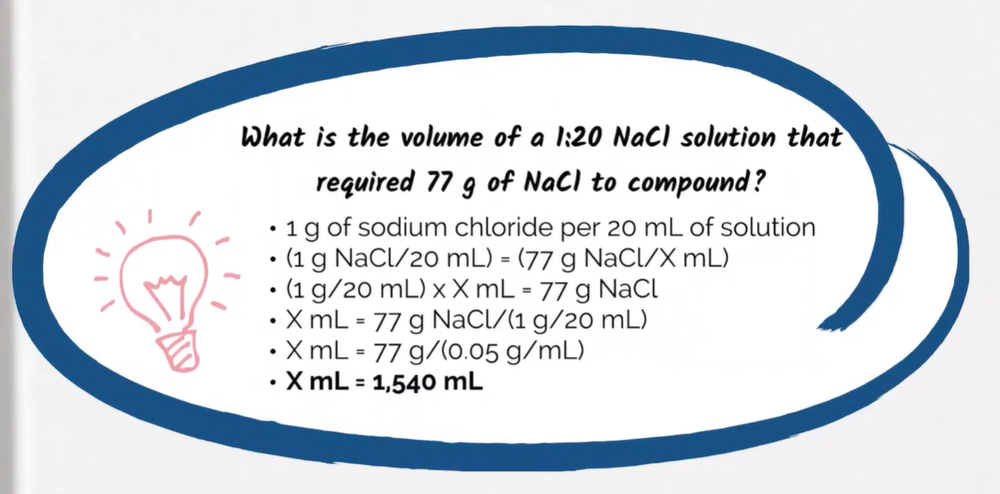 What is the volume of a 1:20 NaCl solution that
required 77 g of NaCl to compound?
• 1 g of sodium chloride per 20 mL of solution
• (1 g NaCl/20 mL) = (77 g NaCl/X mL)
• (1 g/20 mL) x X mL = 77 g NaCl
• X mL = 77 g NaCl/(1 g/20 mL)
• X mL = 77 g/(0.05 g/mL)
• X mL = 1,540 mL